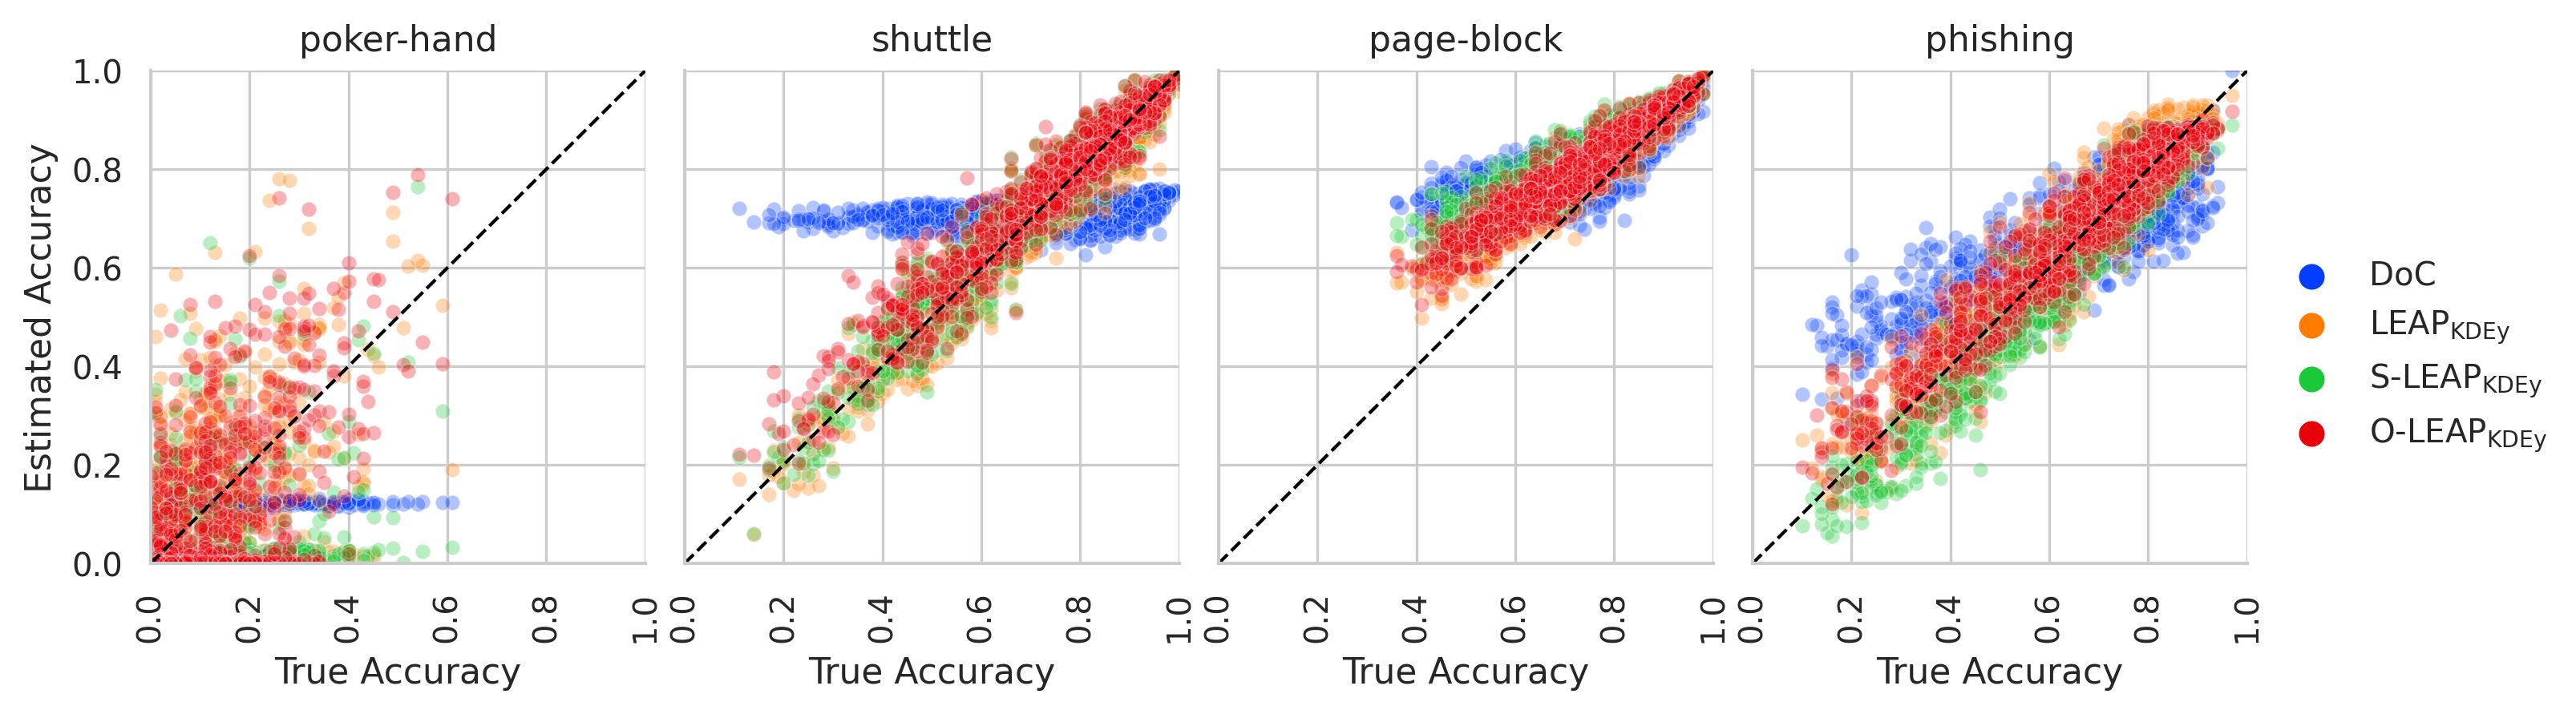 poker-hand shuttle page-block phishing
Estimated Accuracy
1.0
0.8
0.6
0.4
0.2
0.0
0.0 0.2 0.4 0.6 0.8 1.0 0.0 0.2 0.4 0.6 0.8 1.0 0.0 0.2 0.4 0.6 0.8 1.0 0.0 0.2 0.4 0.6 0.8 1.0
True Accuracy True Accuracy True Accuracy True Accuracy
DoC
LEAP_KDEy
S-LEAP_KDEy
O-LEAP_KDEy